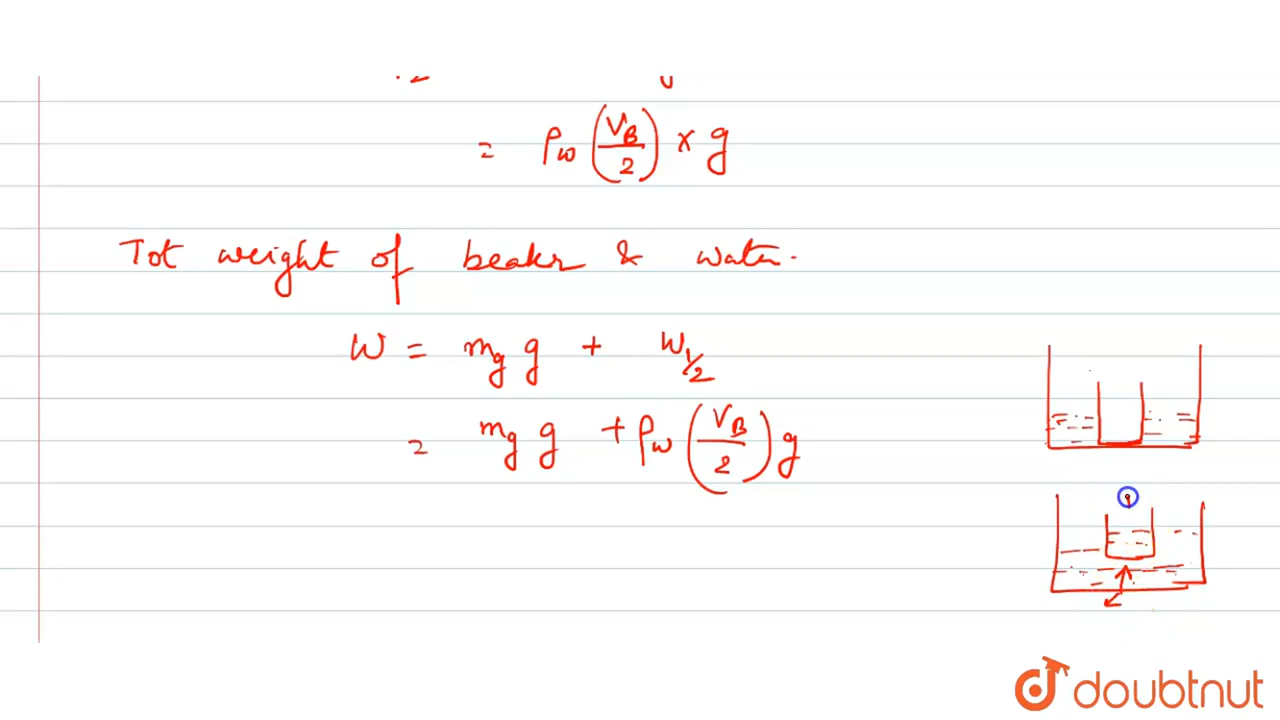 = ρw (VB/2) × g
Tot weight of beaker & water.
W = mg g + W1/2
= mg g + ρw (VB/2) g
doubtnut